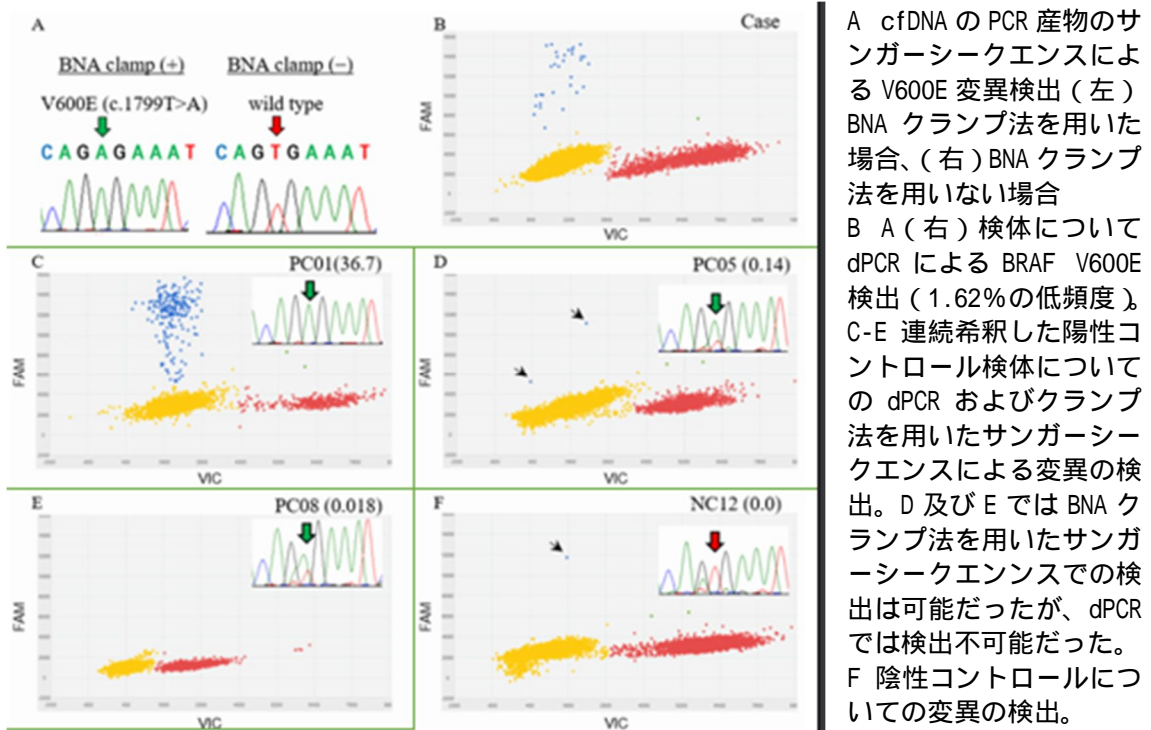 A
BNA clamp (+)
BNA clamp (−)
V600E (c.1799T>A)
wild type
CAGAGAAAT
CAGTGAAAT
B
Case
FAM
VIC
C
PC01(36.7)
FAM
VIC
D
PC05 (0.14)
FAM
VIC
E
PC08 (0.018)
FAM
VIC
F
NC12 (0.0)
FAM
VIC
A cfDNA の PCR 産物のサ
ンガーシークエンスによ
る V600E 変異検出(左)
BNA クランプ法を用いた
場合、(右)BNA クランプ
法を用いない場合
B A(右)検体について
dPCR による BRAF V600E
検出(1.62%の低頻度)。
C-E 連続希釈した陽性コ
ントロール検体について
の dPCR およびクランプ
法を用いたサンガーシー
クエンスによる変異の検
出。D 及び E では BNA ク
ランプ法を用いたサンガ
ーシークエンンスでの検
出は可能だったが、dPCR
では検出不可能だった。
F 陰性コントロールにつ
いての変異の検出。